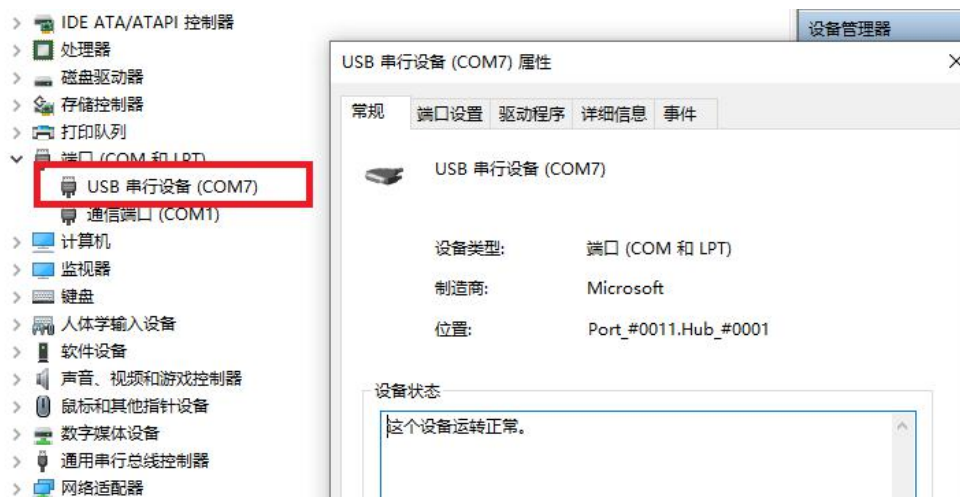 IDE ATA/ATAPI 控制器
处理器
磁盘驱动器
存储控制器
打印队列
端口 (COM 和 LPT)
USB 串行设备 (COM7)
通信端口 (COM1)
计算机
监视器
键盘
人体学输入设备
软件设备
声音、视频和游戏控制器
鼠标和其他指针设备
数字媒体设备
通用串行总线控制器
网络适配器
设备管理器
USB 串行设备 (COM7) 属性
常规 端口设置 驱动程序 详细信息 事件
USB 串行设备 (COM7)
设备类型: 端口 (COM 和 LPT)
制造商: Microsoft
位置: Port_#0011.Hub_#0001
设备状态
这个设备运转正常。